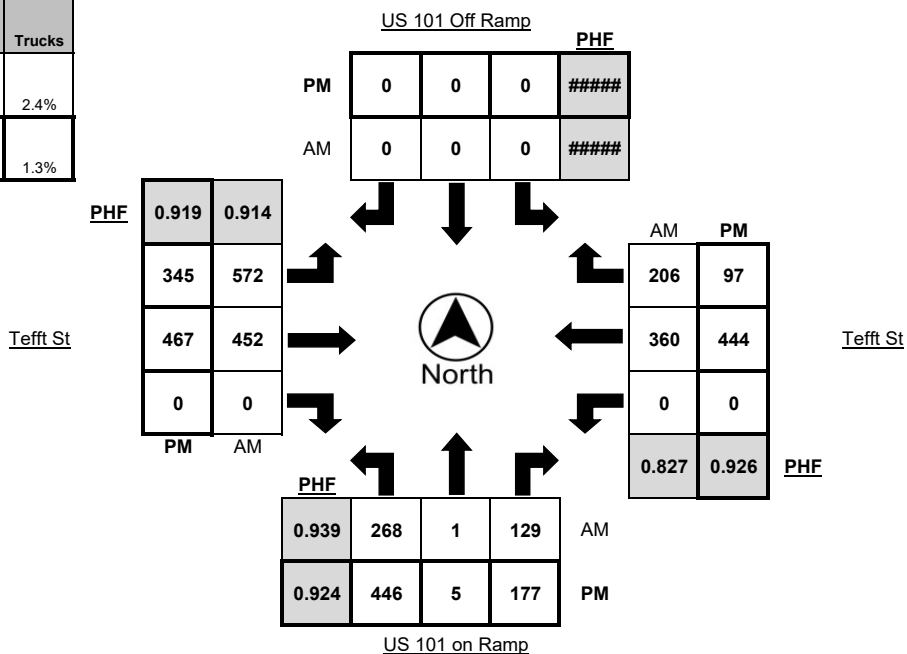 US 101 Off Ramp
Trucks
2.4%
1.3%
PHF
PM 0 0 0 #####
AM 0 0 0 #####
PHF 0.919 0.914
345 572
467 452
0 0
PM AM
Tefft St
North
AM PM
206 97
360 444
0 0
0.827 0.926 PHF
Tefft St
PHF
0.939 268 1 129 AM
0.924 446 5 177 PM
US 101 on Ramp